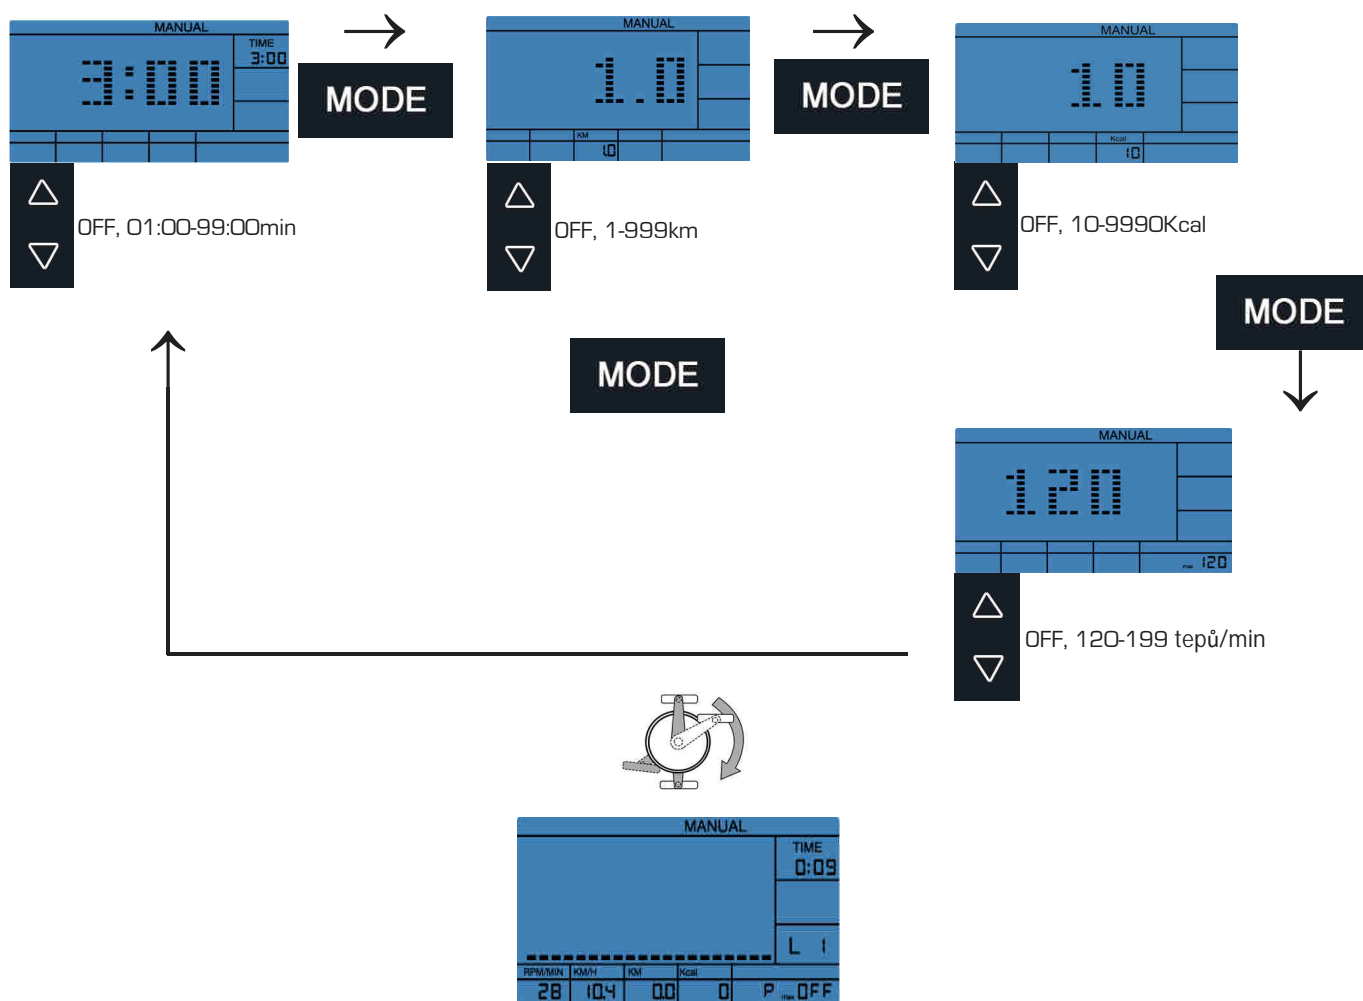 MANUAL
TIME
3:00
3:00
MODE
MANUAL
1.0
KM
1.0
MODE
MANUAL
10
Kcal
10
OFF, 01:00-99:00min
OFF, 1-999km
OFF, 10-9990Kcal
MODE
MODE
MANUAL
120
max 120
OFF, 120-199 tepů/min
MANUAL
TIME
0:09
L 1
RPM/MIN KM/H KM Kcal
28 10.4 0.0 0 P max OFF